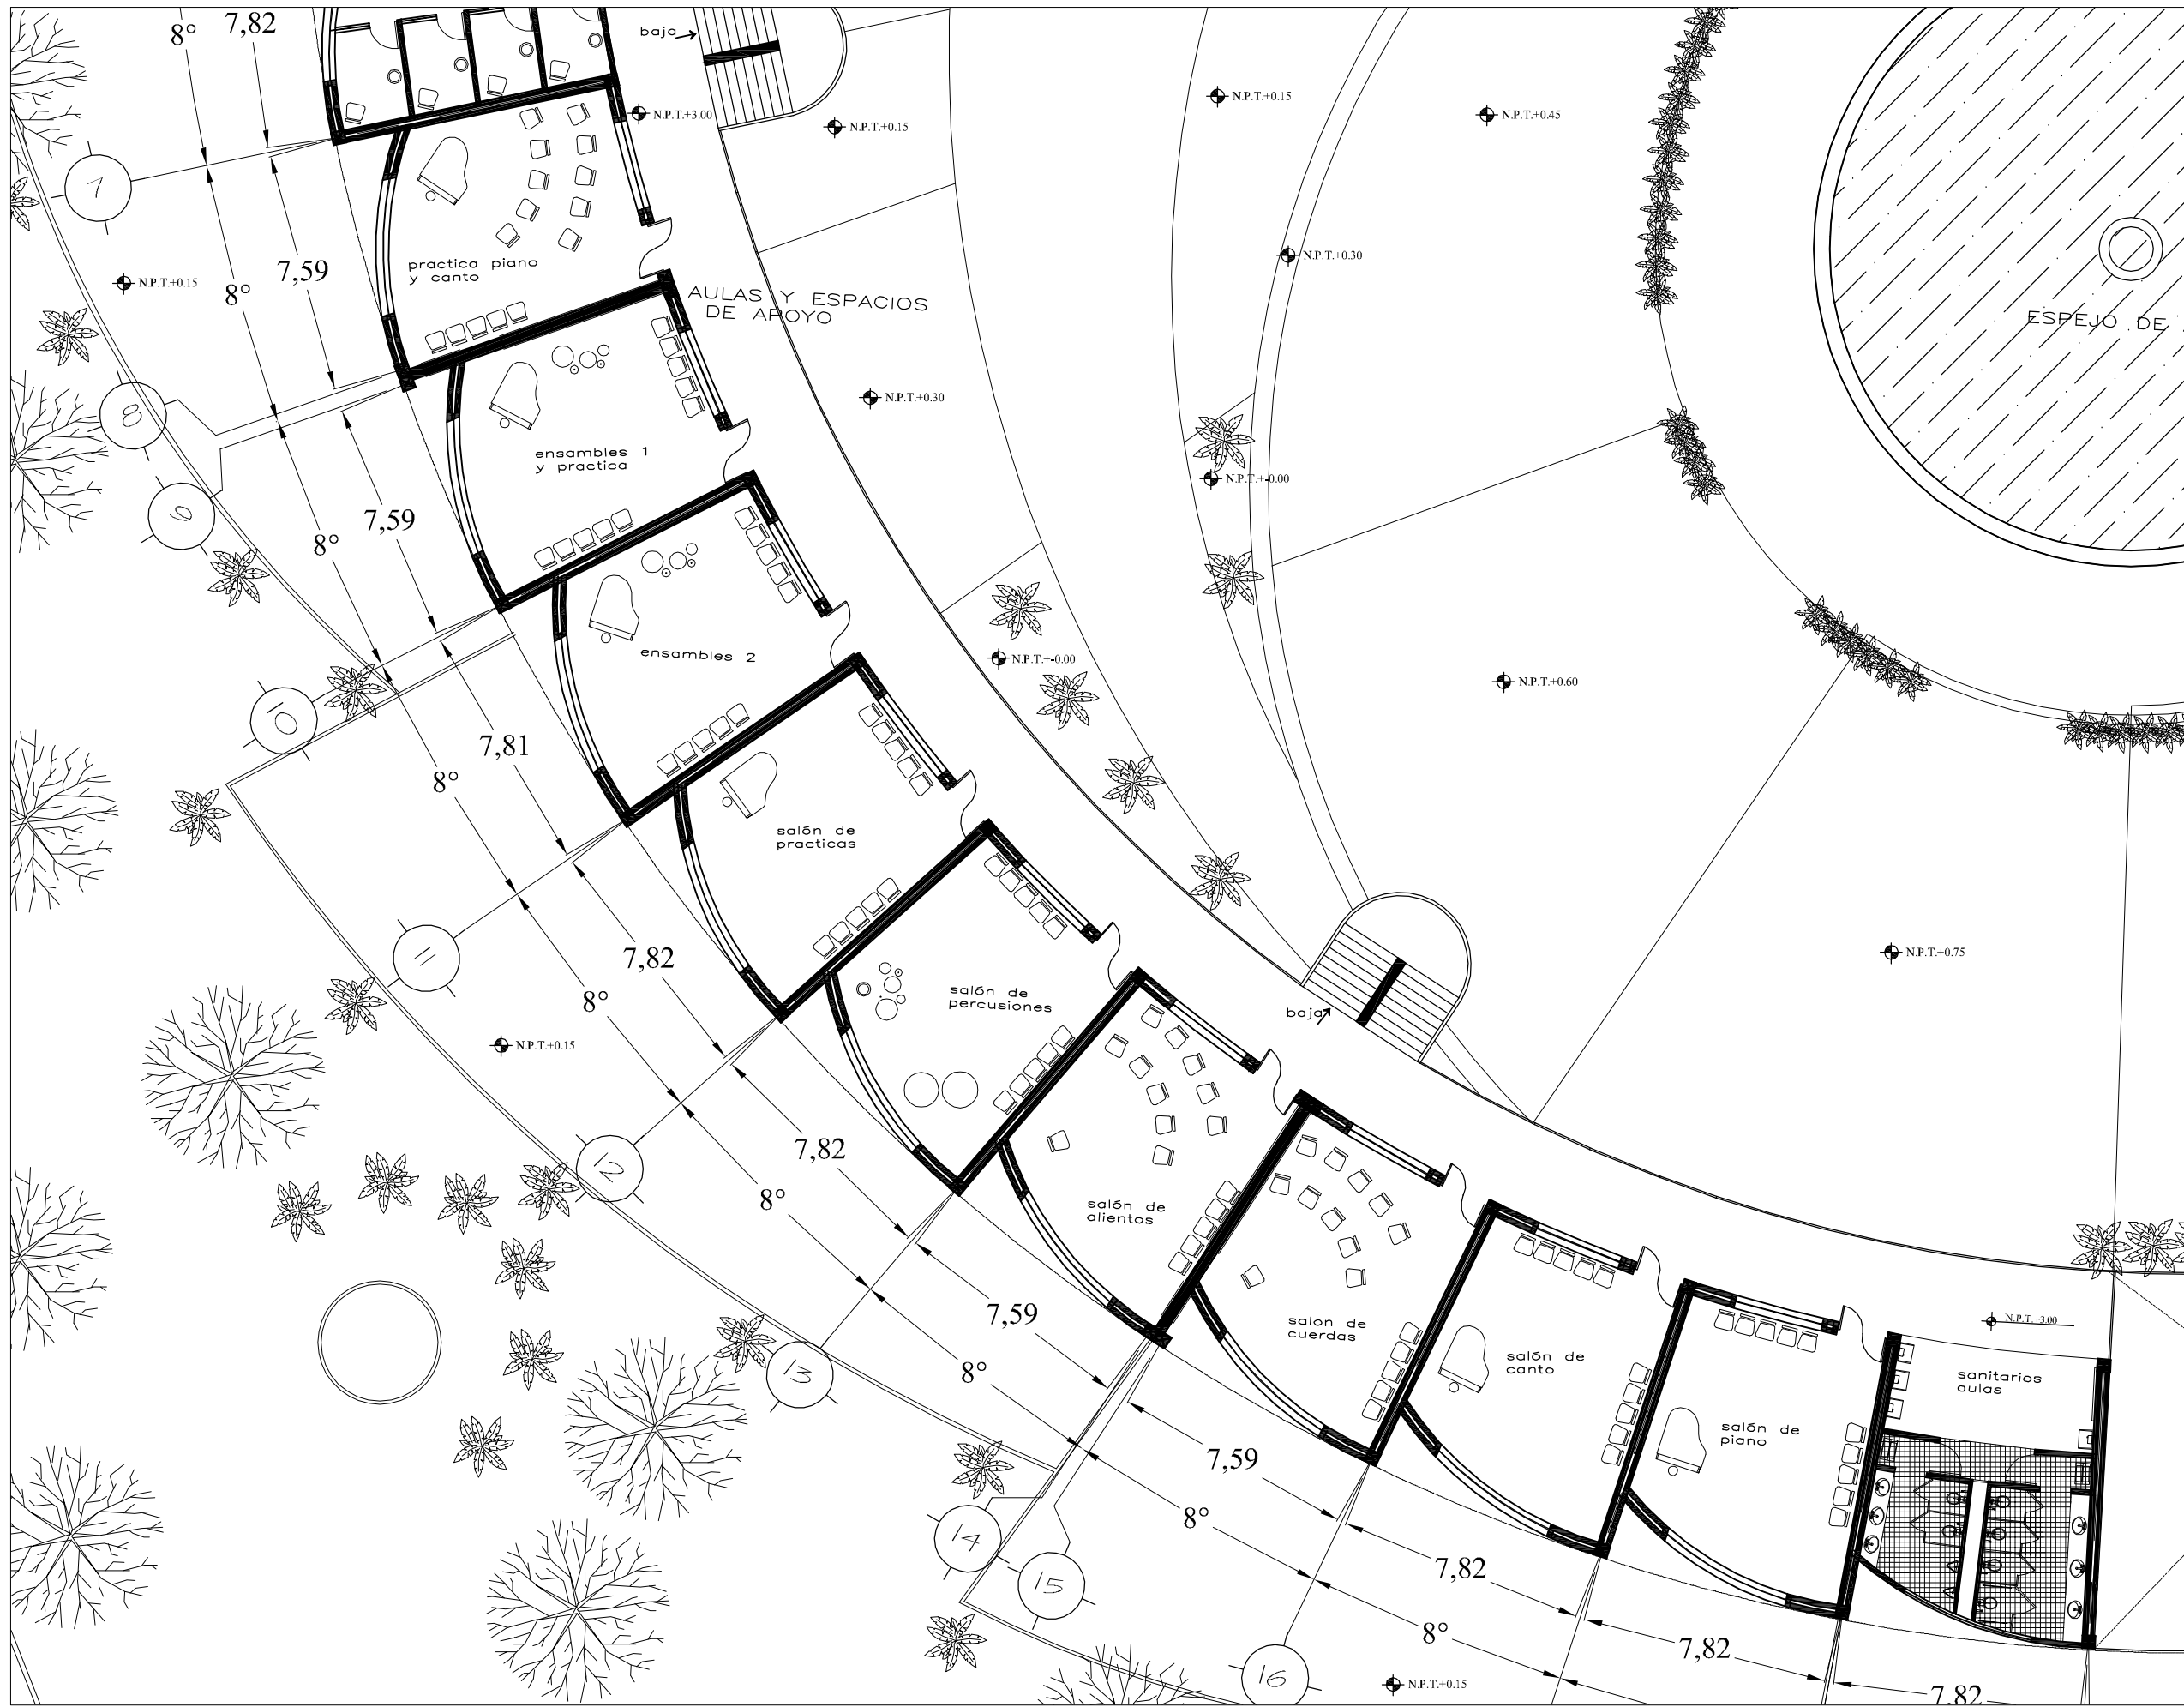 8°
7,82
baja
N.P.T.+3.00
N.P.T.+0.15
N.P.T.+0.15
N.P.T.+0.45
7
practica piano
y canto
7,59
8°
N.P.T.+0.15
N.P.T.+0.30
AULAS Y ESPACIOS
DE APOYO
ESPEJO DE
8
N.P.T.+0.30
ensambles 1
y practica
N.P.T.+-0.00
9
7,59
8°
ensambles 2
N.P.T.+-0.00
N.P.T.+0.60
10
7,81
8°
salón de
practicas
11
7,82
8°
N.P.T.+0.75
salón de
percusiones
baja
N.P.T.+0.15
12
7,82
8°
salón de
alientos
7,59
8°
salon de
cuerdas
N.P.T.+3.00
13
salón de
canto
sanitarios
aulas
salón de
piano
7,59
8°
14
15
7,82
8°
16
7,82
N.P.T.+0.15
7,82